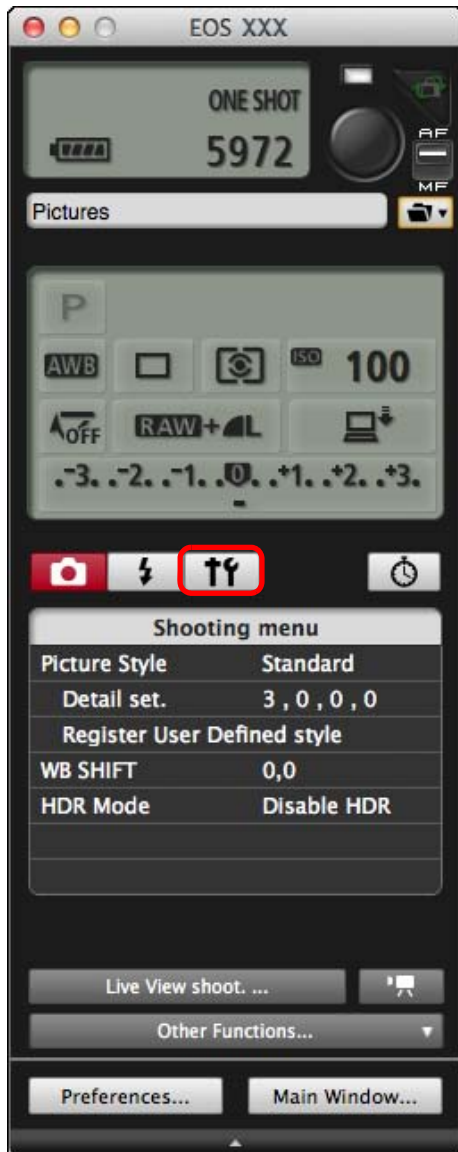 EOS XXX
ONE SHOT
5972
AF
MF
Pictures
P
AWB ISO 100
OFF RAW+L
.-3. .-2. .-1. .0. .+1. .+2. .+3.
Shooting menu
Picture Style Standard
Detail set. 3 , 0 , 0 , 0
Register User Defined style
WB SHIFT 0,0
HDR Mode Disable HDR
Live View shoot. ...
Other Functions...
Preferences... Main Window...